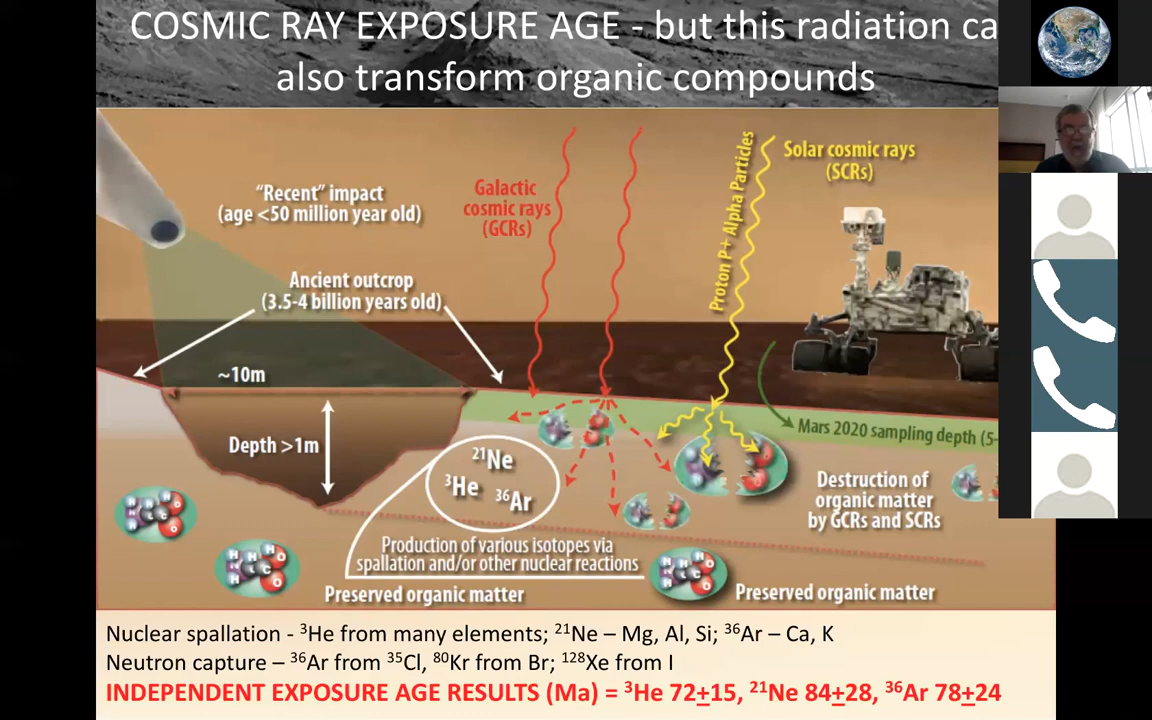 COSMIC RAY EXPOSURE AGE - but this radiation ca
also transform organic compounds
"Recent" impact
(age <50 million year old)
Galactic
cosmic rays
(GCRs)
Proton P+ Alpha Particles
Solar cosmic rays
(SCRs)
Ancient outcrop
(3.5-4 billion years old)
~10m
Depth >1m
²¹Ne
³He
³⁶Ar
Mars 2020 sampling depth (5-
Destruction of
organic matter
by GCRs and SCRs
Production of various isotopes via
spallation and/or other nuclear reactions
Preserved organic matter
Preserved organic matter
H H H O
N C C
H H O
H H H O
N C C
H H O
H H H O
N C C
H H O
Nuclear spallation - ³He from many elements; ²¹Ne – Mg, Al, Si; ³⁶Ar – Ca, K
Neutron capture – ³⁶Ar from ³⁵Cl, ⁸⁰Kr from Br; ¹²⁸Xe from I
INDEPENDENT EXPOSURE AGE RESULTS (Ma) = ³He 72±15, ²¹Ne 84±28, ³⁶Ar 78±24